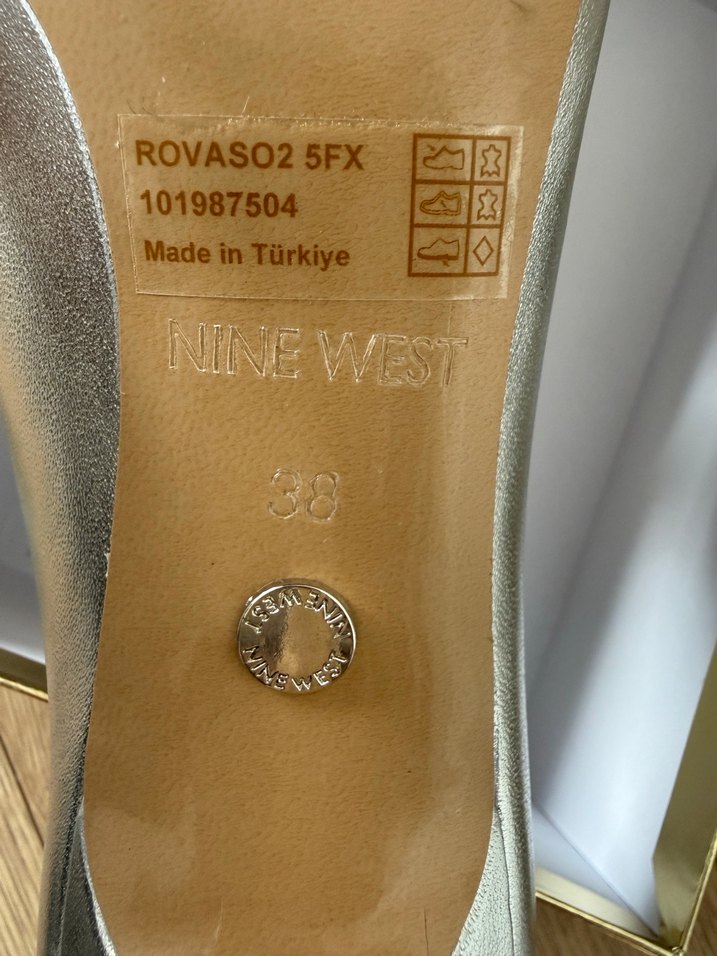 ROVASO2 5FX
101987504
Made in Türkiye
NINE WEST
38
NINE WEST
NINE WEST